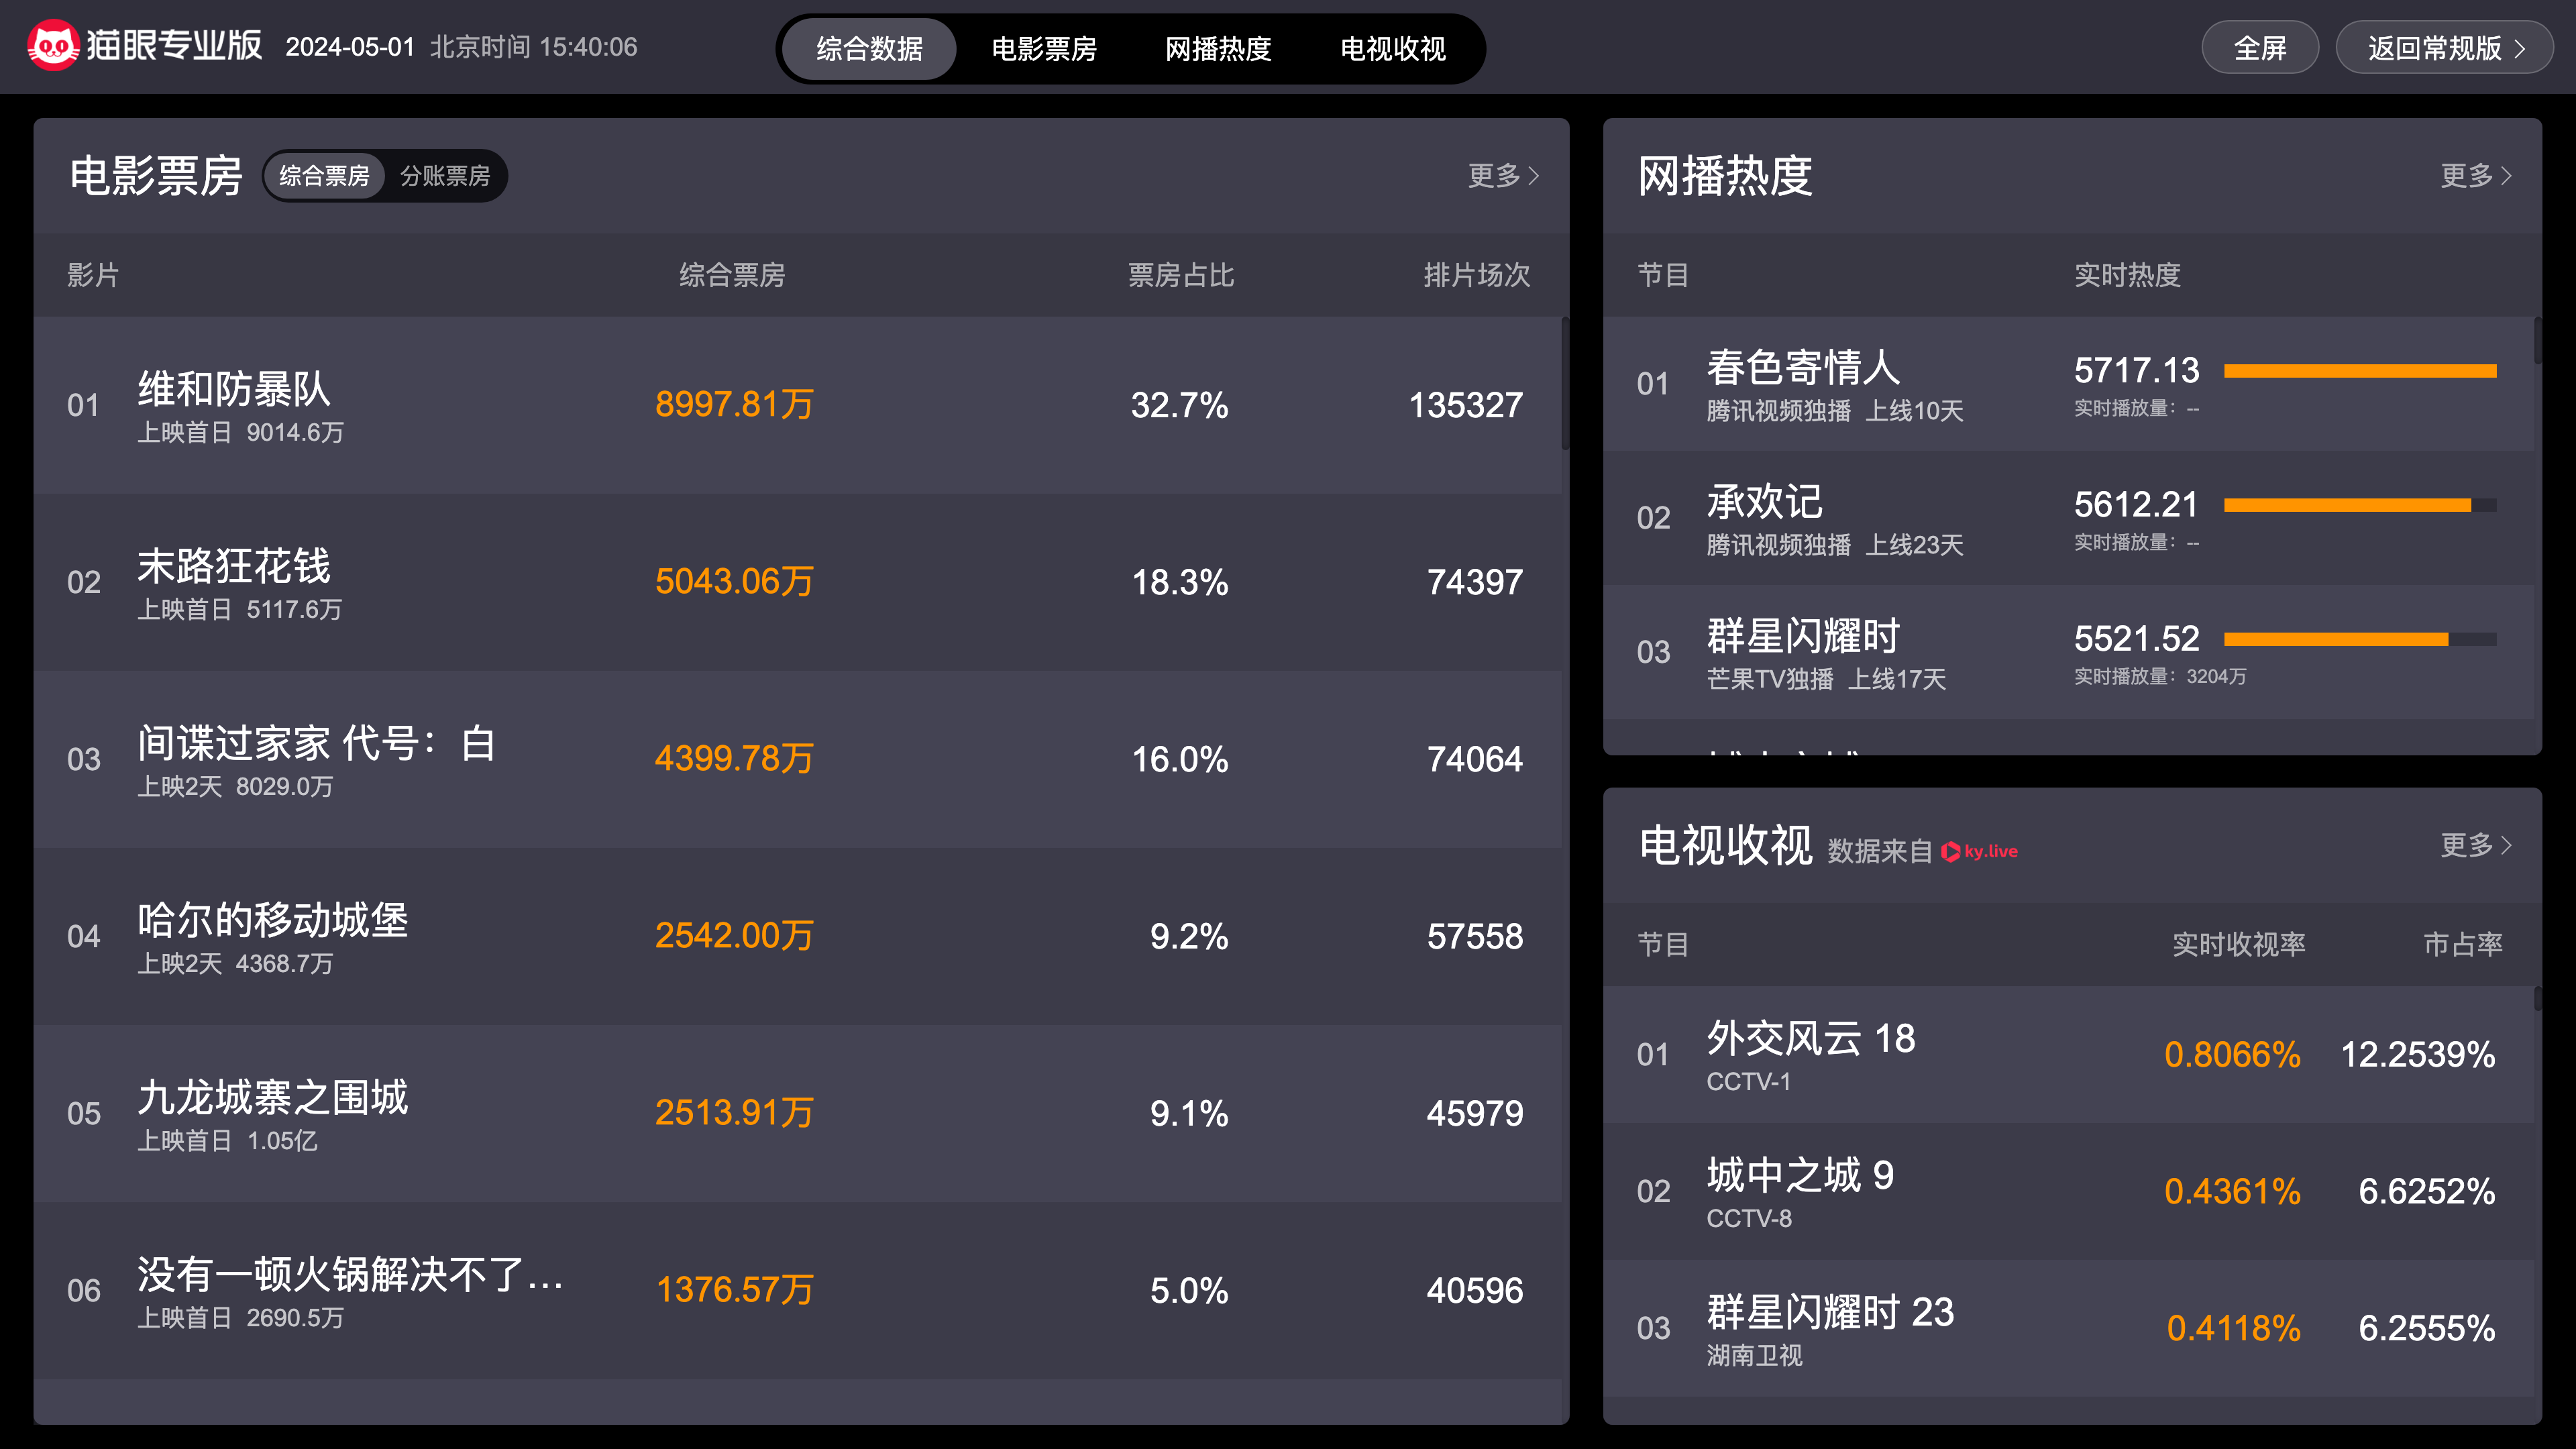 猫眼专业版 2024-05-01 北京时间 15:40:06 综合数据 电影票房 网播热度 电视收视 全屏 返回常规版
电影票房 综合票房 分账票房 更多
影片 综合票房 票房占比 排片场次
01 维和防暴队 8997.81万 32.7% 135327
上映首日 9014.6万
02 末路狂花钱 5043.06万 18.3% 74397
上映首日 5117.6万
03 间谍过家家 代号：白 4399.78万 16.0% 74064
上映2天 8029.0万
04 哈尔的移动城堡 2542.00万 9.2% 57558
上映2天 4368.7万
05 九龙城寨之围城 2513.91万 9.1% 45979
上映首日 1.05亿
06 没有一顿火锅解决不了... 1376.57万 5.0% 40596
上映首日 2690.5万
网播热度 更多
节目 实时热度
01 春色寄情人 5717.13
腾讯视频独播 上线10天 实时播放量：--
02 承欢记 5612.21
腾讯视频独播 上线23天 实时播放量：--
03 群星闪耀时 5521.52
芒果TV独播 上线17天 实时播放量：3204万
电视收视 数据来自 ky.live 更多
节目 实时收视率 市占率
01 外交风云 18 0.8066% 12.2539%
CCTV-1
02 城中之城 9 0.4361% 6.6252%
CCTV-8
03 群星闪耀时 23 0.4118% 6.2555%
湖南卫视